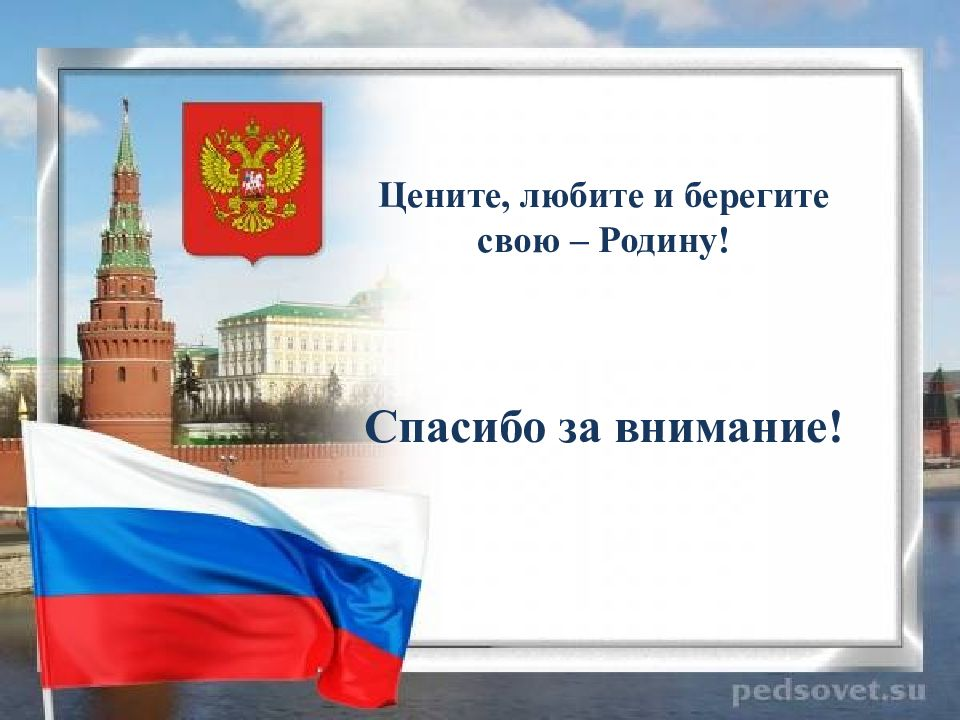 Цените, любите и берегите
свою – Родину!
Спасибо за внимание!
pedsovet.su